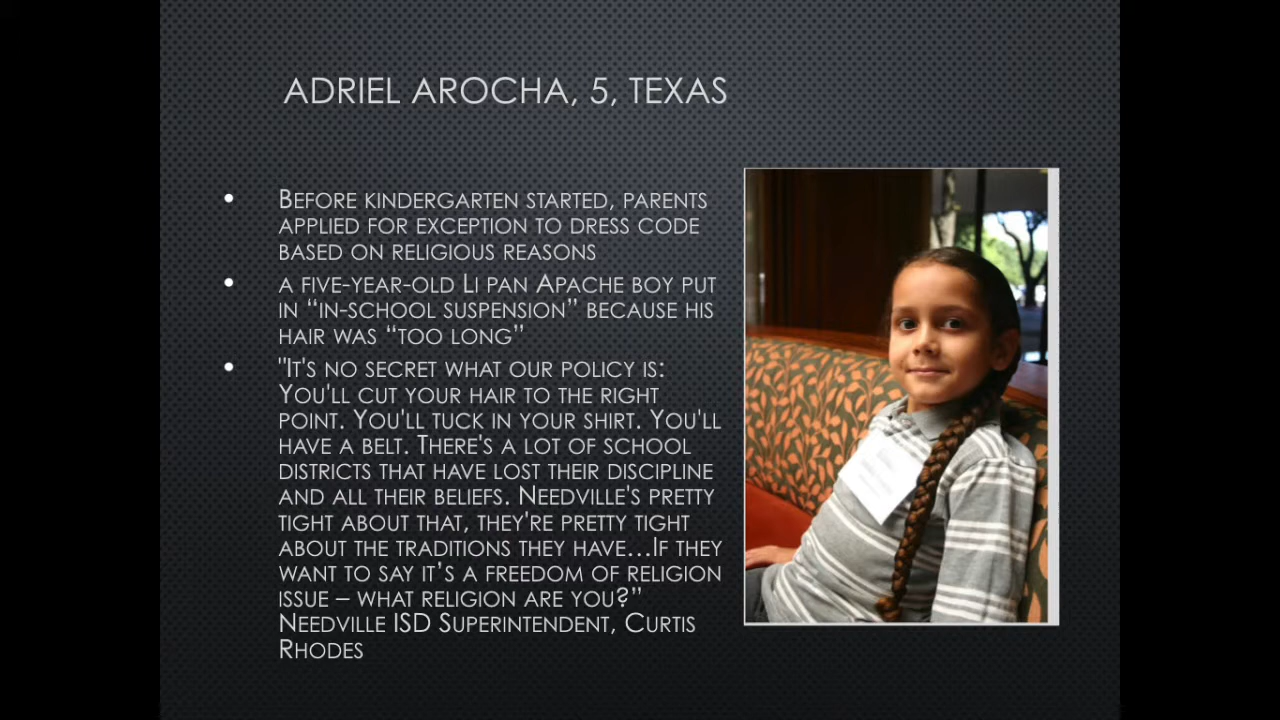 ADRIEL AROCHA, 5, TEXAS
• BEFORE KINDERGARTEN STARTED, PARENTS
APPLIED FOR EXCEPTION TO DRESS CODE
BASED ON RELIGIOUS REASONS
• A FIVE-YEAR-OLD LI PAN APACHE BOY PUT
IN “IN-SCHOOL SUSPENSION” BECAUSE HIS
HAIR WAS “TOO LONG”
• "IT'S NO SECRET WHAT OUR POLICY IS:
YOU'LL CUT YOUR HAIR TO THE RIGHT
POINT. YOU'LL TUCK IN YOUR SHIRT. YOU'LL
HAVE A BELT. THERE'S A LOT OF SCHOOL
DISTRICTS THAT HAVE LOST THEIR DISCIPLINE
AND ALL THEIR BELIEFS. NEEDVILLE'S PRETTY
TIGHT ABOUT THAT, THEY'RE PRETTY TIGHT
ABOUT THE TRADITIONS THEY HAVE…IF THEY
WANT TO SAY IT’S A FREEDOM OF RELIGION
ISSUE – WHAT RELIGION ARE YOU?”
NEEDVILLE ISD SUPERINTENDENT, CURTIS
RHODES